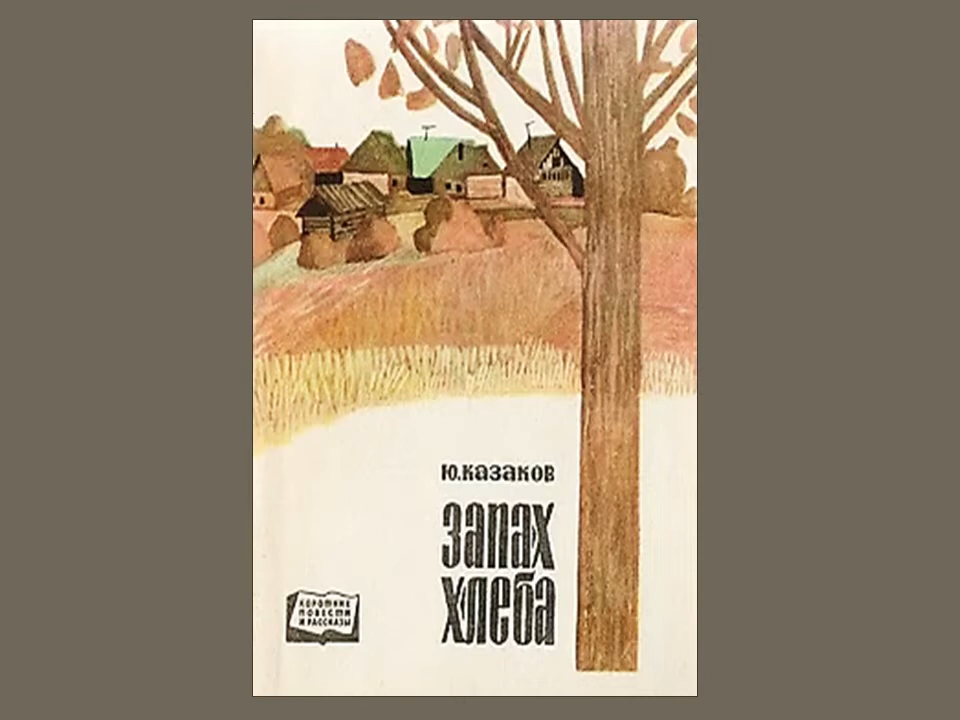 Ю.Казаков
Запах
хлеба
КОРОТКИЕ
ПОВЕСТИ
И РАССКАЗЫ